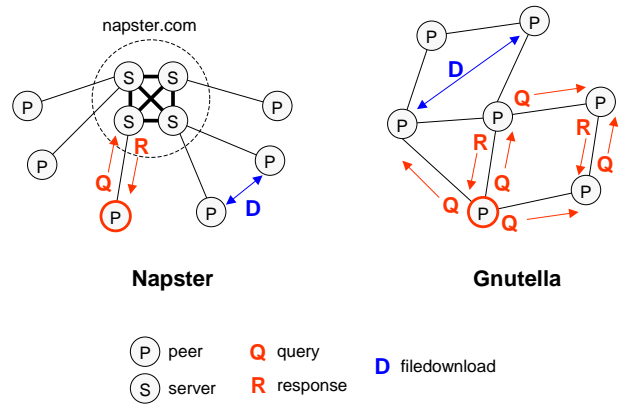 napster.com
S S
S S
P
P
P
P
P
P
Q
R
D
Napster
P
P
P
P
P
P
P
D
Q
R
Q
R
Q
Q
Q
Gnutella
P peer
S server
Q query
R response
D filedownload